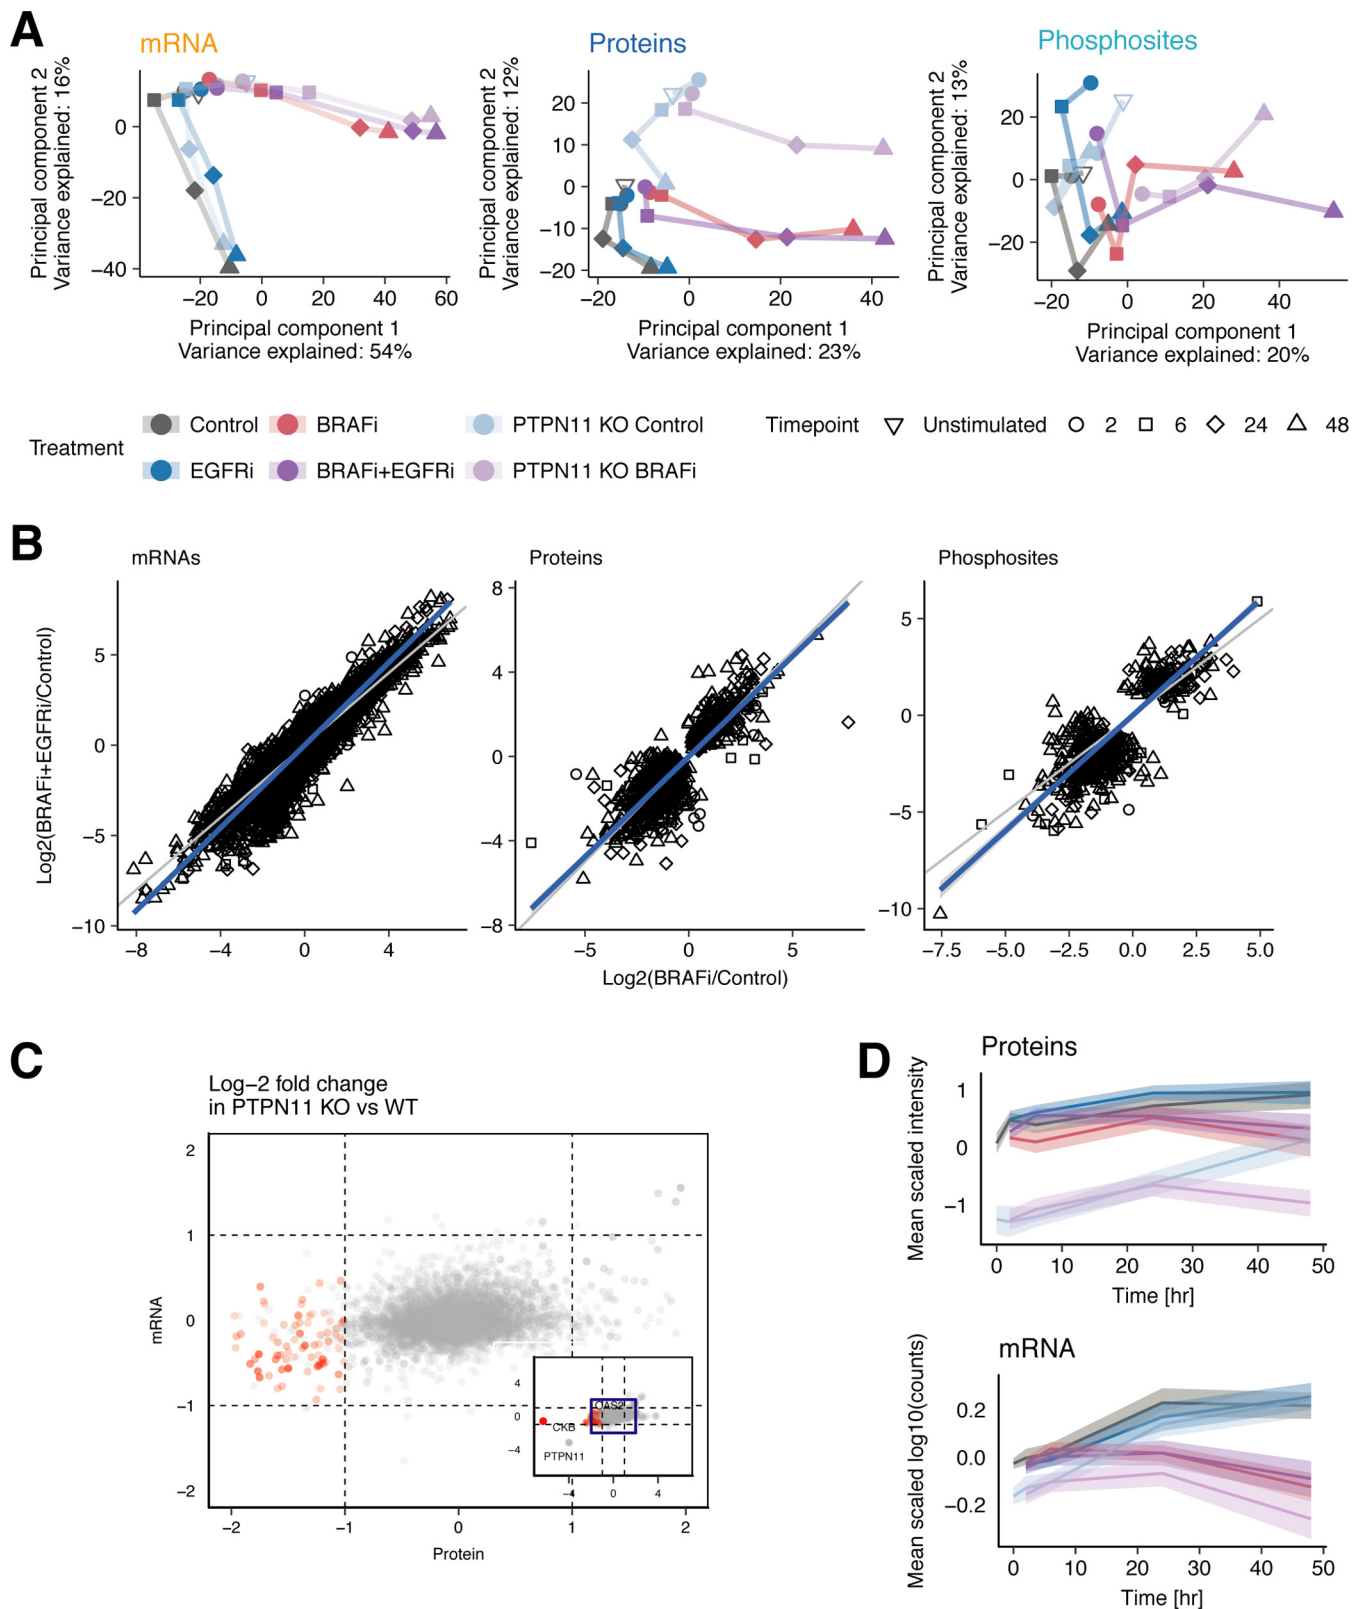 A
mRNA
Principal component 2
Variance explained: 16%
0
−20
−40
−20 0 20 40 60
Principal component 1
Variance explained: 54%
Proteins
Principal component 2
Variance explained: 12%
20
10
0
−10
−20
−20 0 20 40
Principal component 1
Variance explained: 23%
Phosphosites
Principal component 2
Variance explained: 13%
20
0
−20
−20 0 20 40
Principal component 1
Variance explained: 20%
Treatment
Control BRAFi PTPN11 KO Control
EGFRi BRAFi+EGFRi PTPN11 KO BRAFi
Timepoint Unstimulated 2 6 24 48
B
mRNAs
Log2(BRAFi+EGFRi/Control)
5
0
−5
−10
−8 −4 0 4
Proteins
8
4
0
−4
−8
−5 0 5
Log2(BRAFi/Control)
Phosphosites
5
0
−5
−10
−7.5 −5.0 −2.5 0.0 2.5 5.0
C
Log−2 fold change
in PTPN11 KO vs WT
mRNA
2
1
0
−1
−2
−2 −1 0 1 2
Protein
4
0
−4
OAS2
CKB
PTPN11
−4 0 4
D
Proteins
Mean scaled intensity
1
0
−1
0 10 20 30 40 50
Time [hr]
mRNA
Mean scaled log10(counts)
0.2
0.0
−0.2
0 10 20 30 40 50
Time [hr]